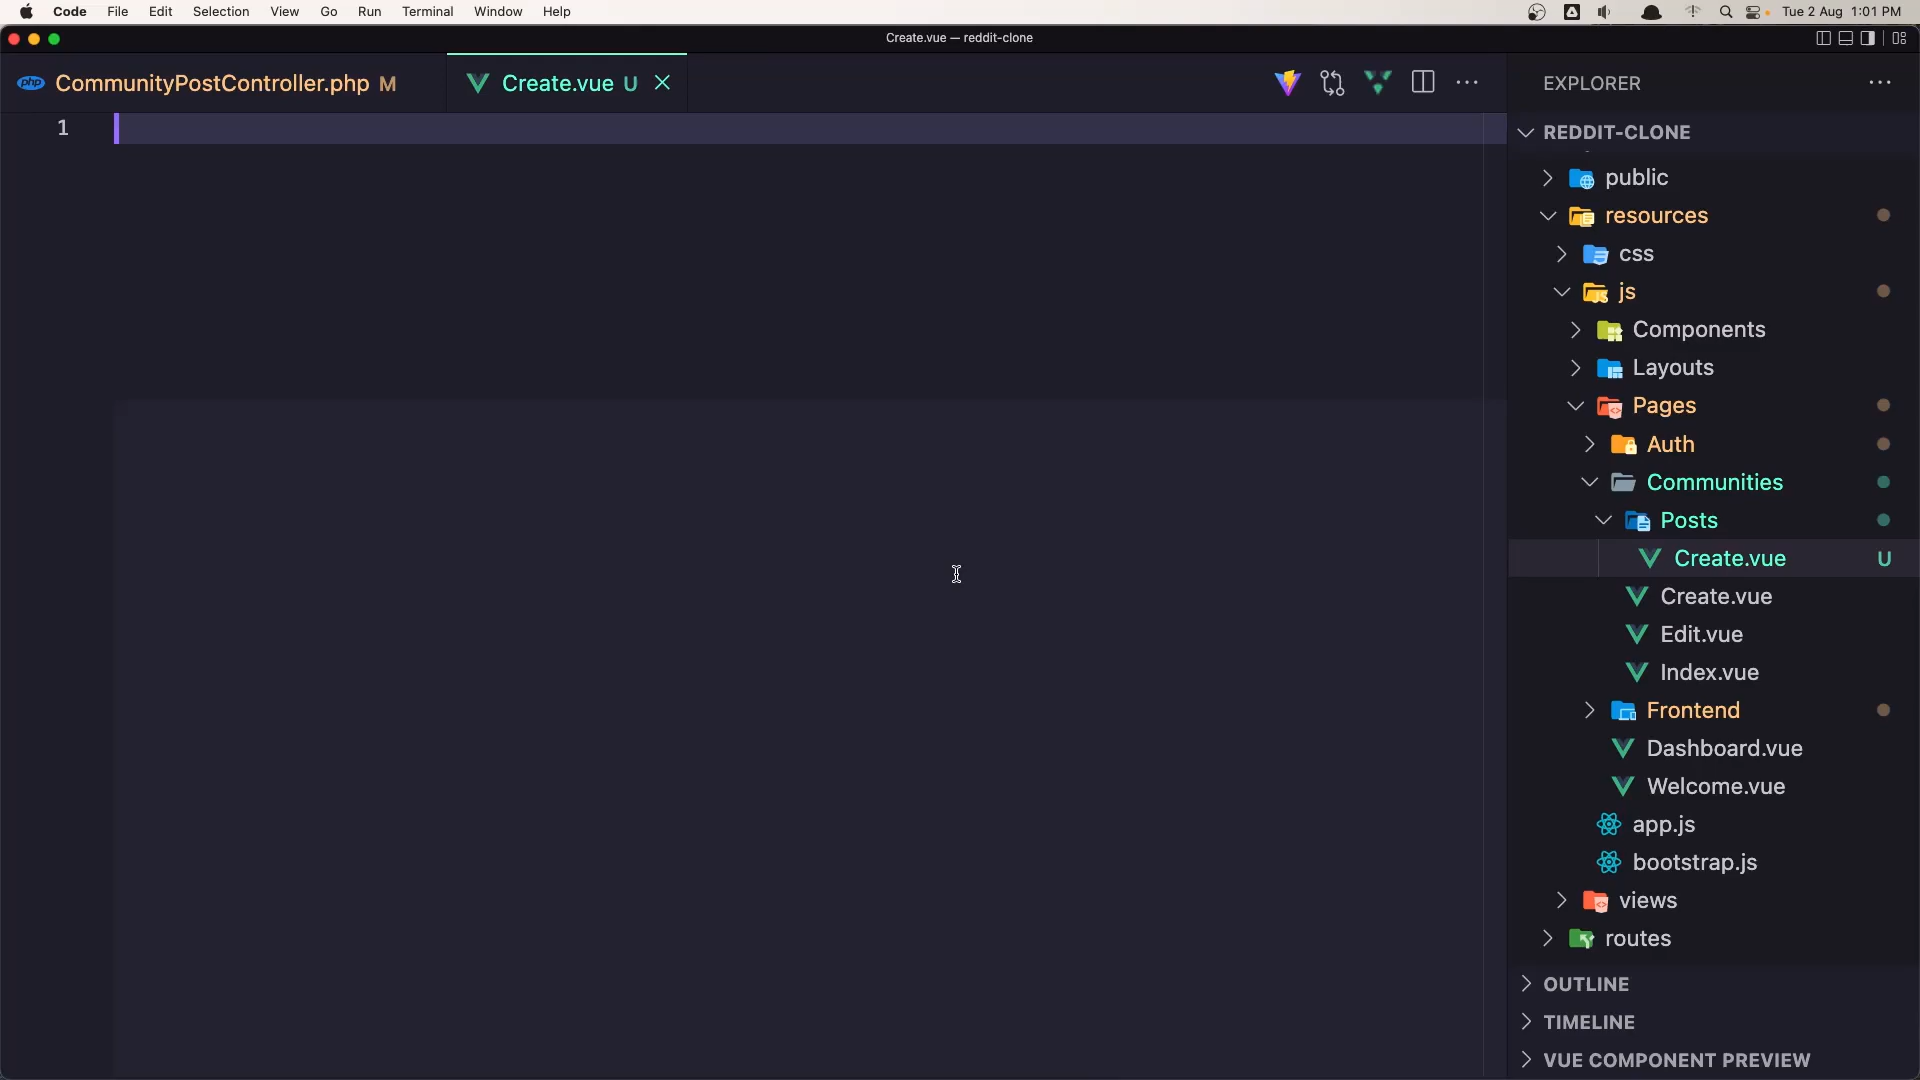 Code File Edit Selection View Go Run Terminal Window Help Tue 2 Aug 1:01 PM
Create.vue — reddit-clone
php CommunityPostController.php M Create.vue U
EXPLORER
1
REDDIT-CLONE
public
resources
css
js
Components
Layouts
Pages
Auth
Communities
Posts
Create.vue U
Create.vue
Edit.vue
Index.vue
Frontend
Dashboard.vue
Welcome.vue
app.js
bootstrap.js
views
routes
OUTLINE
TIMELINE
VUE COMPONENT PREVIEW